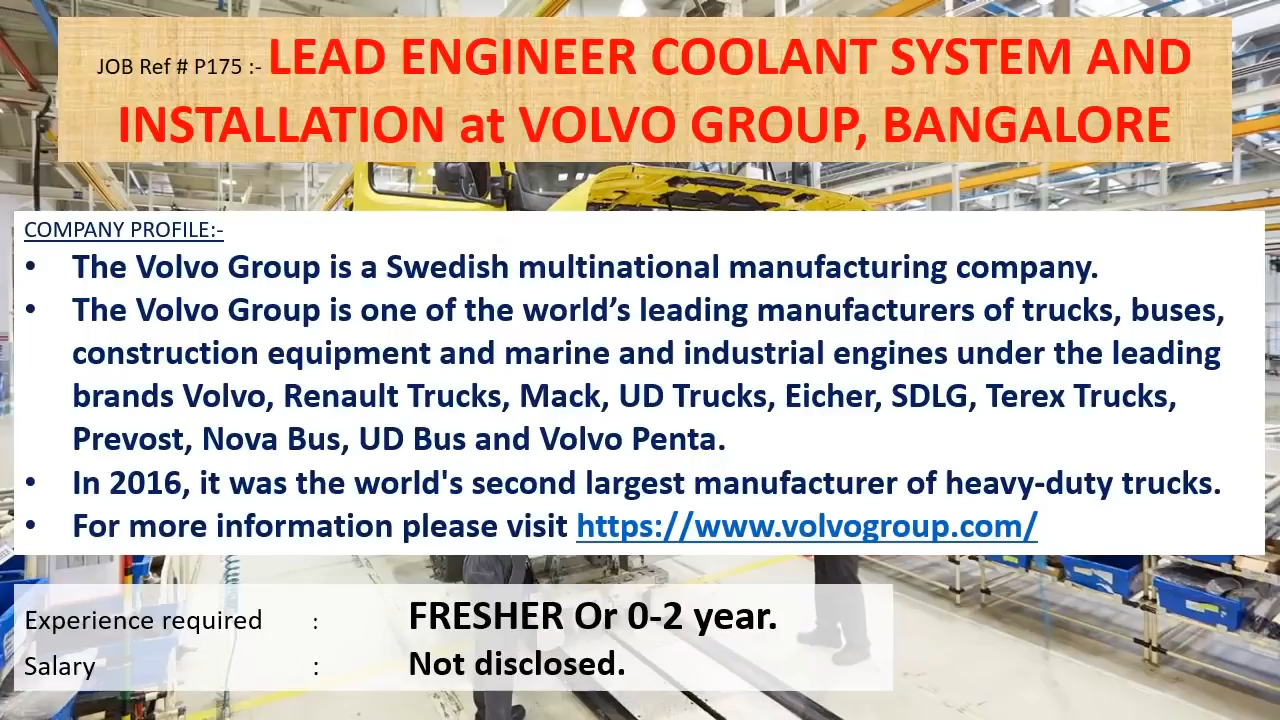 JOB Ref # P175 :- LEAD ENGINEER COOLANT SYSTEM AND
INSTALLATION at VOLVO GROUP, BANGALORE
COMPANY PROFILE:-
• The Volvo Group is a Swedish multinational manufacturing company.
• The Volvo Group is one of the world’s leading manufacturers of trucks, buses,
construction equipment and marine and industrial engines under the leading
brands Volvo, Renault Trucks, Mack, UD Trucks, Eicher, SDLG, Terex Trucks,
Prevost, Nova Bus, UD Bus and Volvo Penta.
• In 2016, it was the world's second largest manufacturer of heavy-duty trucks.
• For more information please visit https://www.volvogroup.com/
Experience required : FRESHER Or 0-2 year.
Salary : Not disclosed.